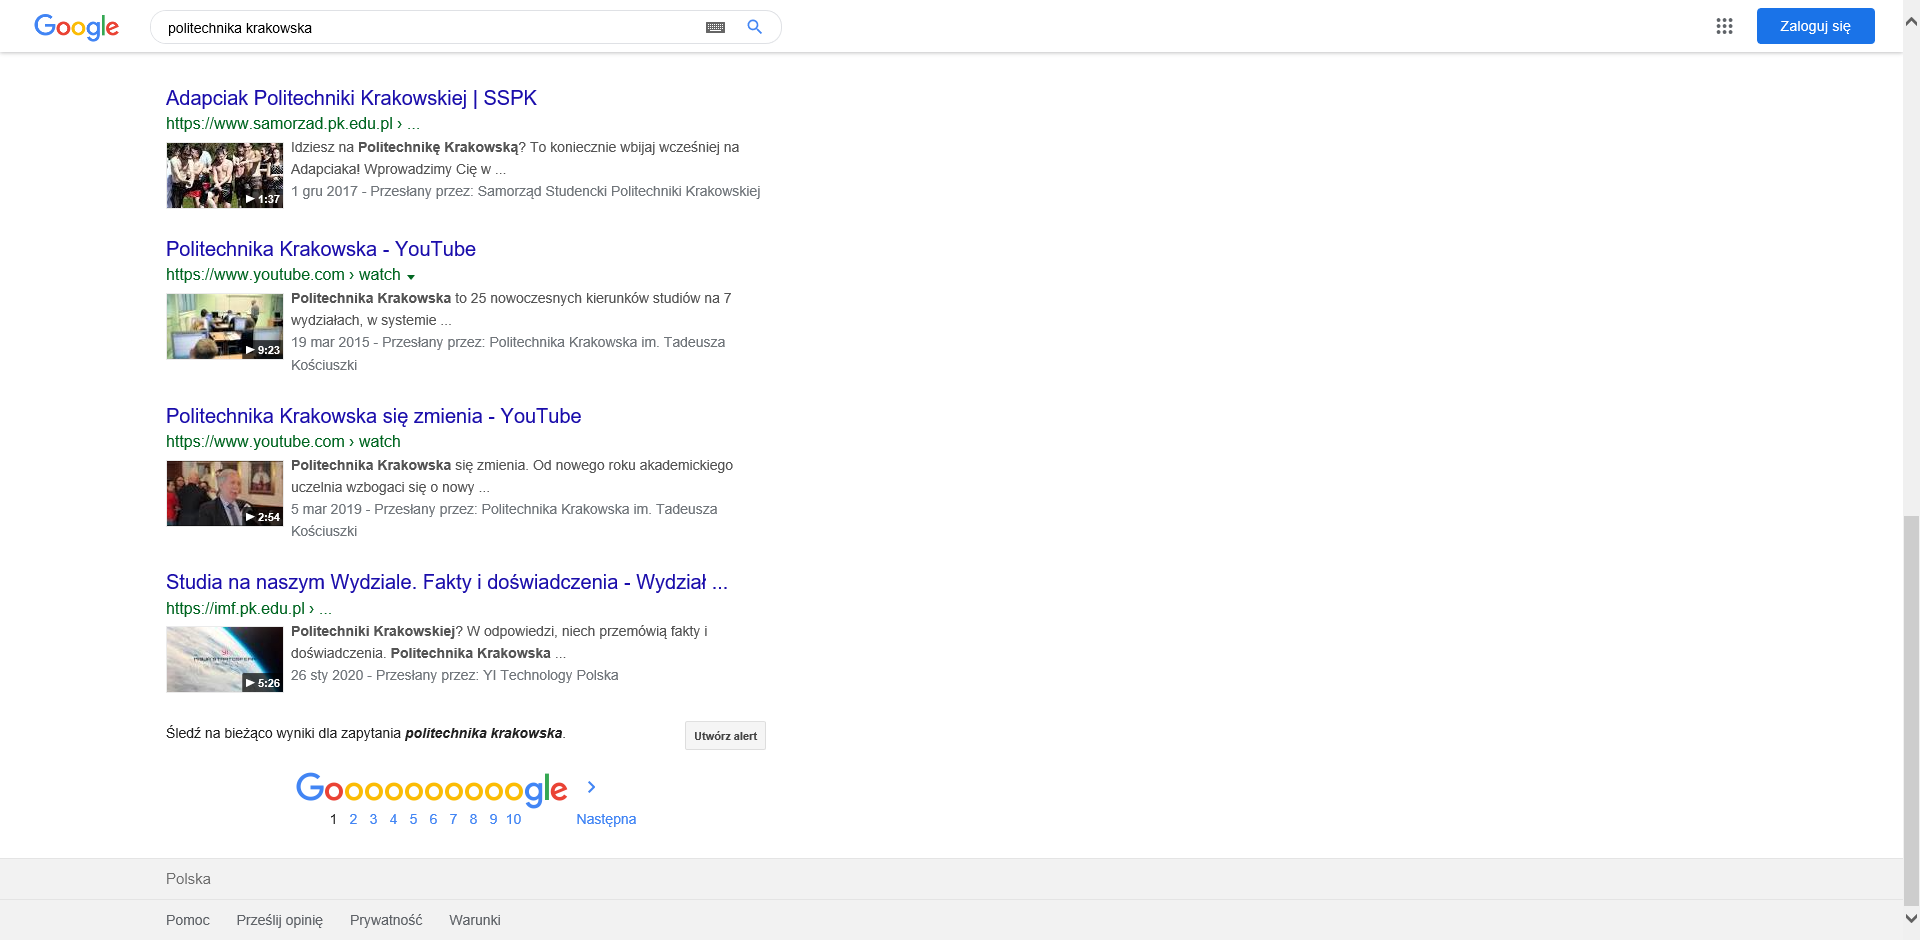 Google
politechnika krakowska
Zaloguj się
Adapciak Politechniki Krakowskiej | SSPK
https://www.samorzad.pk.edu.pl › ...
Idziesz na Politechnikę Krakowską? To koniecznie wbijaj wcześniej na
Adapciaka! Wprowadzimy Cię w ...
1:37
1 gru 2017 - Przesłany przez: Samorząd Studencki Politechniki Krakowskiej
Politechnika Krakowska - YouTube
https://www.youtube.com › watch
Politechnika Krakowska to 25 nowoczesnych kierunków studiów na 7
wydziałach, w systemie ...
19 mar 2015 - Przesłany przez: Politechnika Krakowska im. Tadeusza
9:23
Kościuszki
Politechnika Krakowska się zmienia - YouTube
https://www.youtube.com › watch
Politechnika Krakowska się zmienia. Od nowego roku akademickiego
uczelnia wzbogaci się o nowy ...
5 mar 2019 - Przesłany przez: Politechnika Krakowska im. Tadeusza
2:54
Kościuszki
Studia na naszym Wydziale. Fakty i doświadczenia - Wydział ...
https://imf.pk.edu.pl › ...
Politechniki Krakowskiej? W odpowiedzi, niech przemówią fakty i
doświadczenia. Politechnika Krakowska ...
26 sty 2020 - Przesłany przez: YI Technology Polska
5:26
Śledź na bieżąco wyniki dla zapytania politechnika krakowska.
Utwórz alert
Goooooooooogle
1 2 3 4 5 6 7 8 9 10 Następna
Polska
Pomoc Prześlij opinię Prywatność Warunki